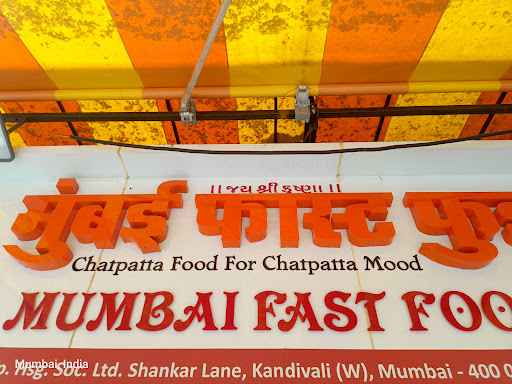 ॥ જય શ્રી કૃષ્ણ ॥
मुंबई फास्ट फुड
Chatpatta Food For Chatpatta Mood
MUMBAI FAST FOO
p. Hsg. Soc. Ltd. Shankar Lane, Kandivali (W), Mumbai - 400 0
Mumbai, India